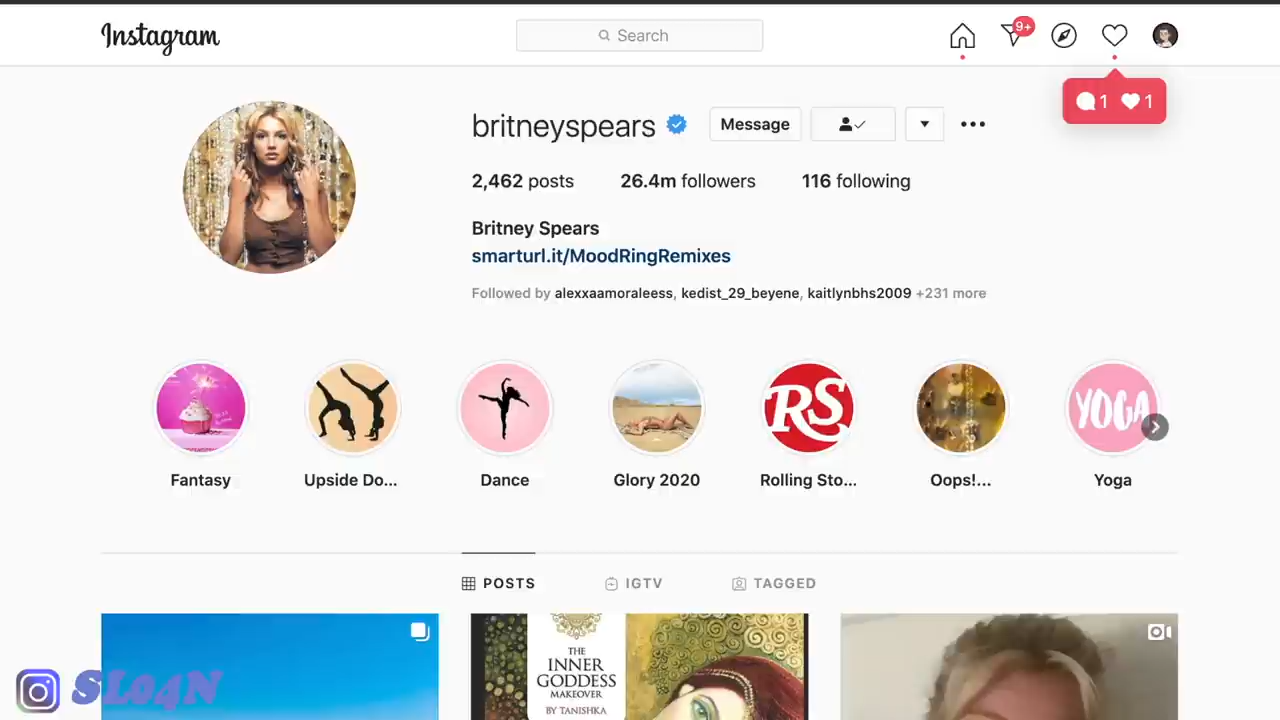 Instagram
Search
9+
1 1
britneyspears
Message
2,462 posts 26.4m followers 116 following
Britney Spears
smarturl.it/MoodRingRemixes
Followed by alexxaamoraleess, kedist_29_beyene, kaitlynbhs2009 +231 more
RS
YOGA
Fantasy Upside Do... Dance Glory 2020 Rolling Sto... Oops!... Yoga
POSTS IGTV TAGGED
THE
INNER
GODDESS
MAKEOVER
BY TANISHKA
SLo4N